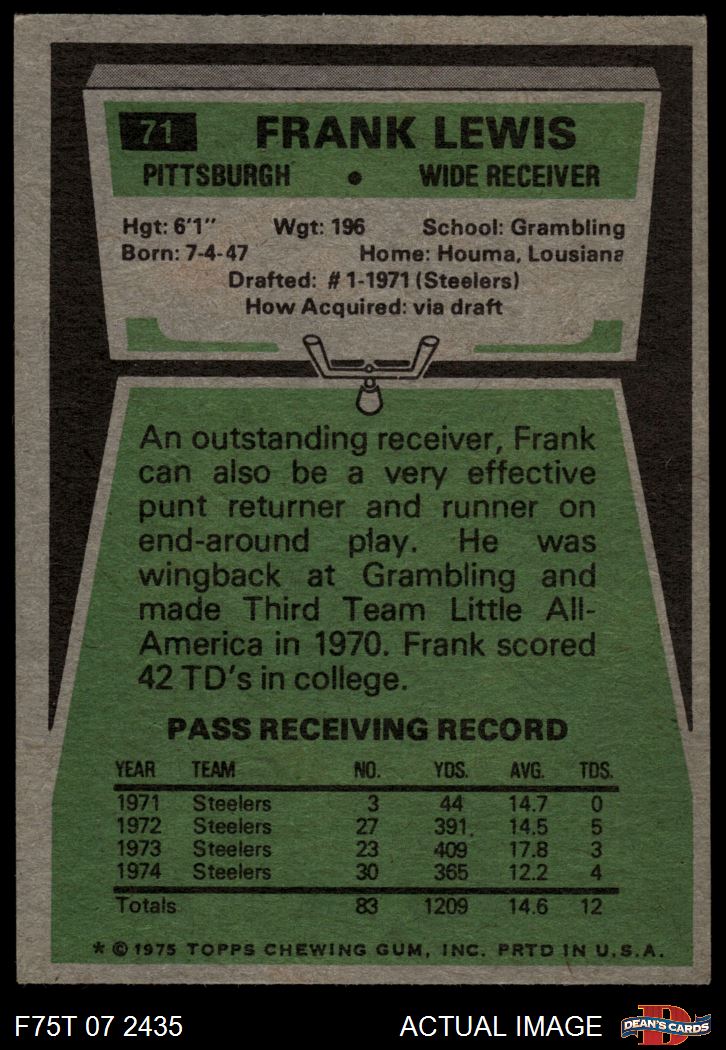 71 FRANK LEWIS
PITTSBURGH • WIDE RECEIVER
Hgt: 6'1" Wgt: 196 School: Grambling
Born: 7-4-47 Home: Houma, Lousiana
Drafted: #1-1971 (Steelers)
How Acquired: via draft
An outstanding receiver, Frank
can also be a very effective
punt returner and runner on
end-around play. He was
wingback at Grambling and
made Third Team Little All-
America in 1970. Frank scored
42 TD's in college.
PASS RECEIVING RECORD
YEAR TEAM NO. YDS. AVG. TDS.
1971 Steelers 3 44 14.7 0
1972 Steelers 27 391 14.5 5
1973 Steelers 23 409 17.8 3
1974 Steelers 30 365 12.2 4
Totals 83 1209 14.6 12
* © 1975 TOPPS CHEWING GUM, INC. PRTD IN U.S.A.
F75T 07 2435 ACTUAL IMAGE D DEAN'S CARDS